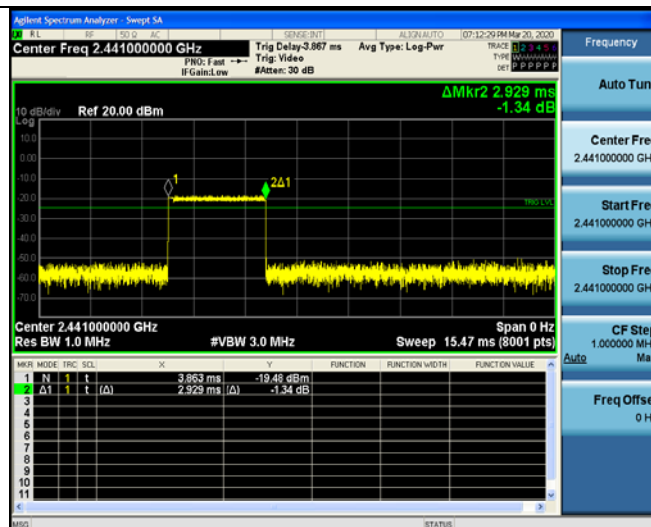 Agilent Spectrum Analyzer - Swept SA
RL RF 50 Ω AC SENSE:INT ALIGN AUTO 07:12:29 PM Mar 20, 2020
Center Freq 2.441000000 GHz
PNO: Fast
IFGain:Low
Trig Delay-3.867 ms
Trig: Video
#Atten: 30 dB
Avg Type: Log-Pwr
TRACE 1 2 3 4 5 6
TYPE
DET P P P P P P
ΔMkr2 2.929 ms
-1.34 dB
10 dB/div Ref 20.00 dBm
Log
10.0
0.00
-10.0
-20.0
-30.0
-40.0
-50.0
-60.0
-70.0
1
2Δ1
TRIG LVL
Center 2.441000000 GHz Span 0 Hz
Res BW 1.0 MHz #VBW 3.0 MHz Sweep 15.47 ms (8001 pts)
MKR MODE TRC SCL X Y FUNCTION FUNCTION WIDTH FUNCTION VALUE
1 N 1 t 3.863 ms -19.48 dBm
2 Δ1 1 t (Δ) 2.929 ms (Δ) -1.34 dB
3
4
5
6
7
8
9
10
11
MSG STATUS
Frequency
Auto Tun
Center Fre
2.441000000 GH
Start Fre
2.441000000 GH
Stop Fre
2.441000000 GH
CF Step
1.000000 MH
Auto Ma
Freq Offse
0 H